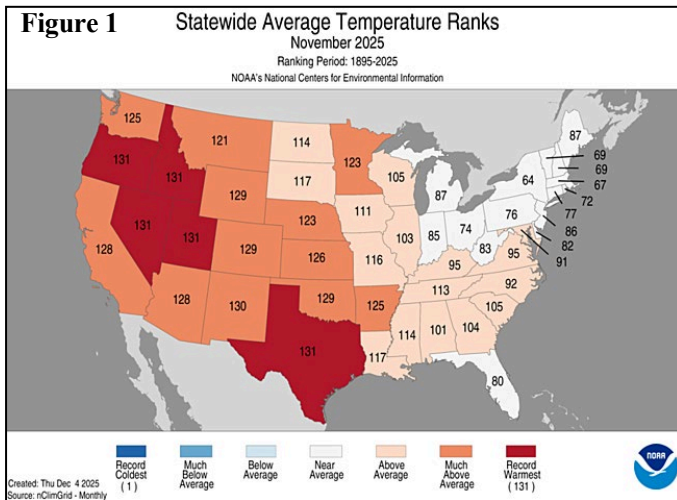 Figure 1
Statewide Average Temperature Ranks
November 2025
Ranking Period: 1895-2025
NOAA's National Centers for Environmental Information
125
121
114
123
105
87
87
69
69
67
72
77
86
82
91
131
131
129
117
64
131
131
123
111
103
85
74
76
83
95
128
129
126
116
95
92
113
105
128
130
129
125
131
117
114
101
104
80
Record
Coldest
(1)
Much
Below
Average
Below
Average
Near
Average
Above
Average
Much
Above
Average
Record
Warmest
(131)
Created: Thu Dec 4 2025
Source: nClimGrid - Monthly
NOAA